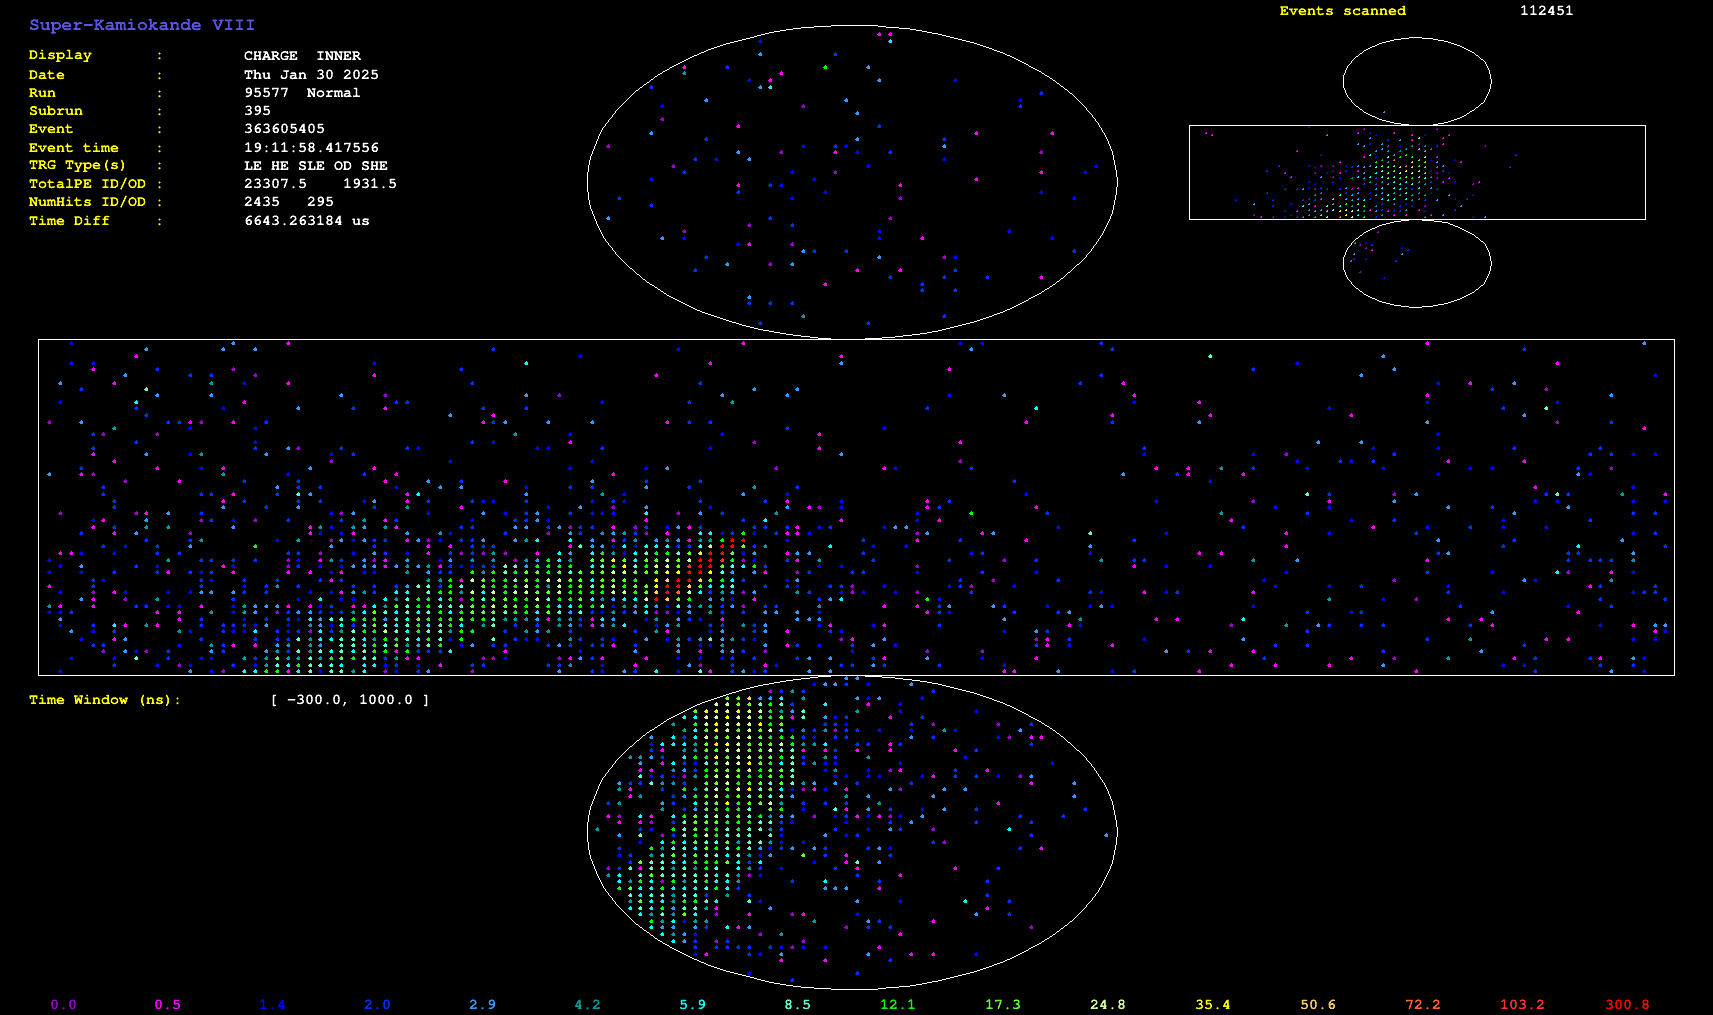 Super-Kamiokande VIII
Events scanned 112451
Display : CHARGE INNER
Date : Thu Jan 30 2025
Run : 95577 Normal
Subrun : 395
Event : 363605405
Event time : 19:11:58.417556
TRG Type(s) : LE HE SLE OD SHE
TotalPE ID/OD : 23307.5 1931.5
NumHits ID/OD : 2435 295
Time Diff : 6643.263184 us
Time Window (ns): [ -300.0, 1000.0 ]
0.0 0.5 1.4 2.0 2.9 4.2 5.9 8.5 12.1 17.3 24.8 35.4 50.6 72.2 103.2 300.8